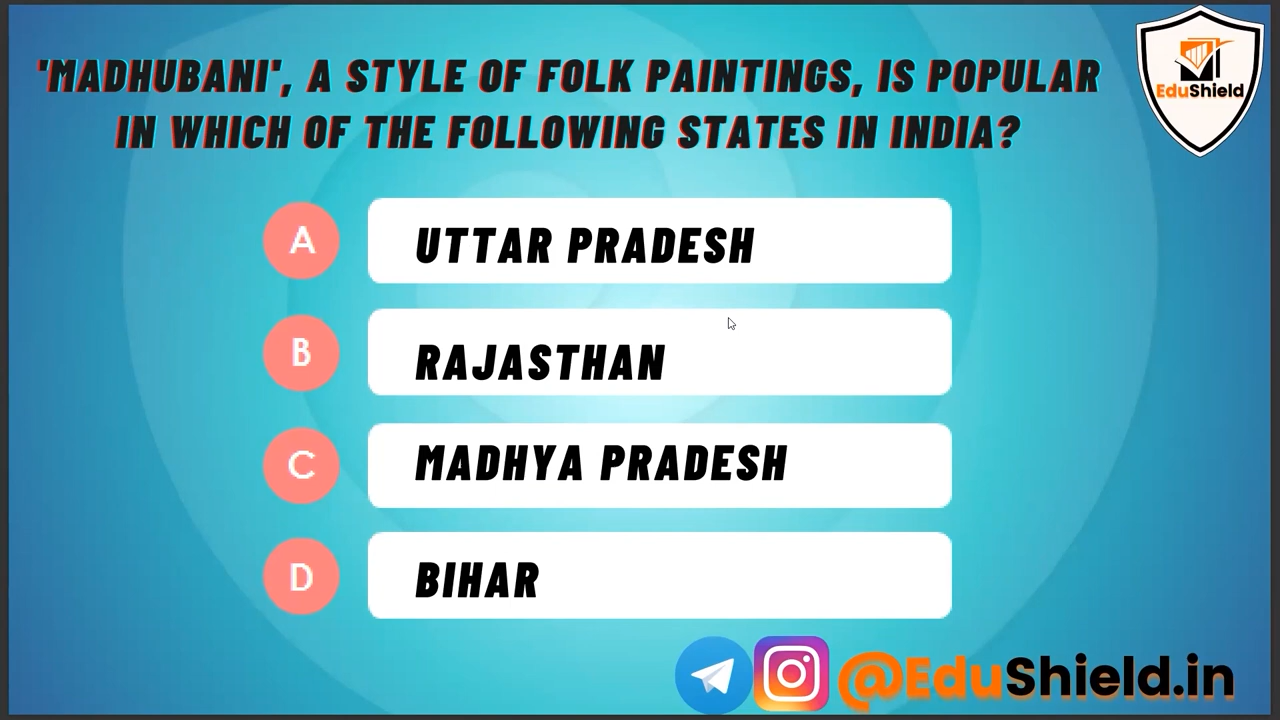 'MADHUBANI', A STYLE OF FOLK PAINTINGS, IS POPULAR
IN WHICH OF THE FOLLOWING STATES IN INDIA?
EduShield
A
UTTAR PRADESH
B
RAJASTHAN
C
MADHYA PRADESH
D
BIHAR
@EduShield.in